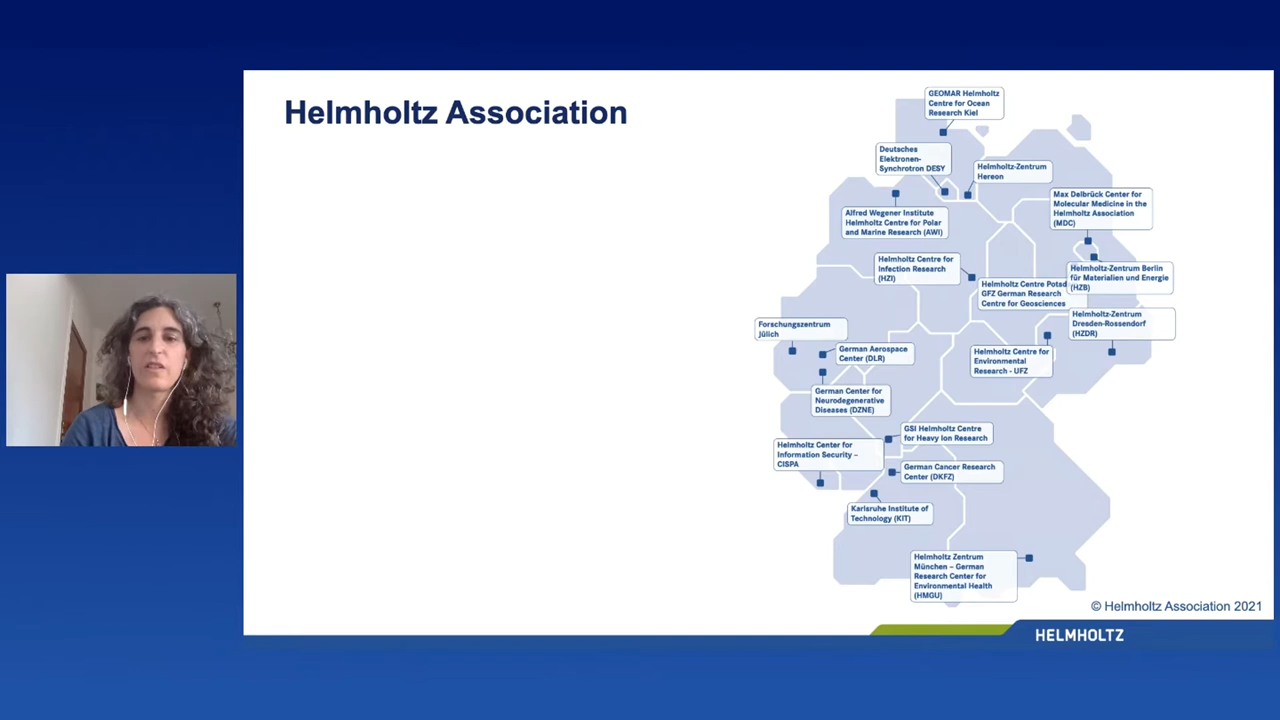 Helmholtz Association
GEOMAR Helmholtz
Centre for Ocean
Research Kiel
Deutsches
Elektronen-
Synchrotron DESY
Helmholtz-Zentrum
Hereon
Max Delbrück Center for
Molecular Medicine in the
Helmholtz Association
(MDC)
Alfred Wegener Institute
Helmholtz Centre for Polar
and Marine Research (AWI)
Helmholtz Centre for
Infection Research
(HZI)
Helmholtz Centre Potsd
GFZ German Research
Centre for Geosciences
Helmholtz-Zentrum Berlin
für Materialien und Energie
(HZB)
Helmholtz-Zentrum
Dresden-Rossendorf
(HZDR)
Forschungszentrum
Jülich
German Aerospace
Center (DLR)
Helmholtz Centre for
Environmental
Research - UFZ
German Center for
Neurodegenerative
Diseases (DZNE)
GSI Helmholtz Centre
for Heavy Ion Research
Helmholtz Center for
Information Security –
CISPA
German Cancer Research
Center (DKFZ)
Karlsruhe Institute of
Technology (KIT)
Helmholtz Zentrum
München – German
Research Center for
Environmental Health
(HMGU)
© Helmholtz Association 2021
HELMHOLTZ